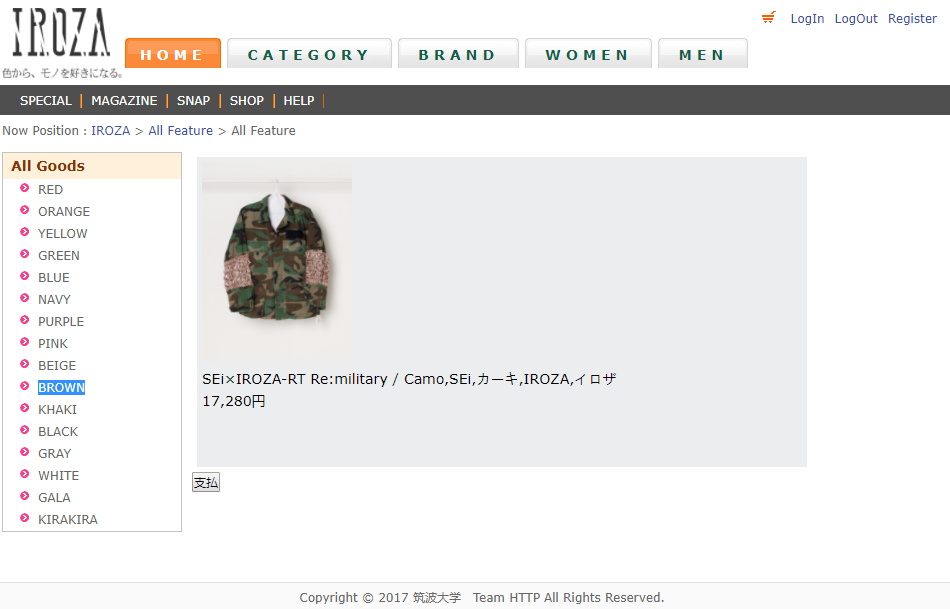 IROZA
色から、モノを好きになる。
LogIn LogOut Register
HOME CATEGORY BRAND WOMEN MEN
SPECIAL | MAGAZINE | SNAP | SHOP | HELP |
Now Position : IROZA > All Feature > All Feature
All Goods
RED
ORANGE
YELLOW
GREEN
BLUE
NAVY
PURPLE
PINK
BEIGE
BROWN
KHAKI
BLACK
GRAY
WHITE
GALA
KIRAKIRA
SEi×IROZA-RT Re:military / Camo,SEi,カーキ,IROZA,イロザ
17,280円
支払
Copyright © 2017 筑波大学 Team HTTP All Rights Reserved.